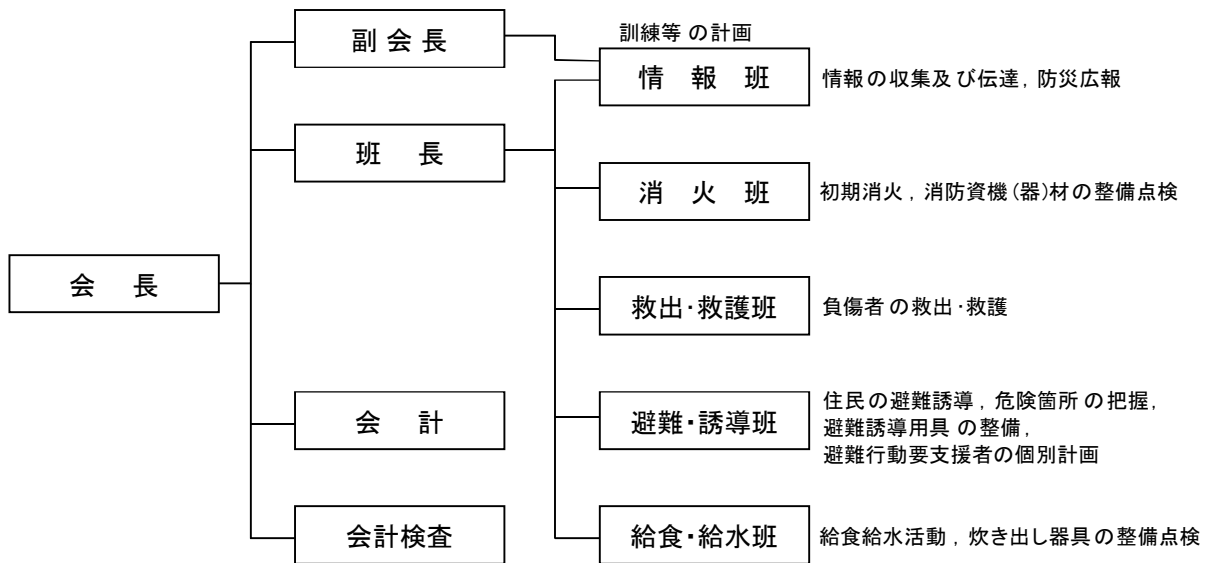 会長
副会長
班長
会計
会計検査
訓練等の計画
情報班
情報の収集及び伝達，防災広報
消火班
初期消火，消防資機(器)材の整備点検
救出・救護班
負傷者の救出・救護
避難・誘導班
住民の避難誘導，危険箇所の把握，
避難誘導用具の整備，
避難行動要支援者の個別計画
給食・給水班
給食給水活動，炊き出し器具の整備点検